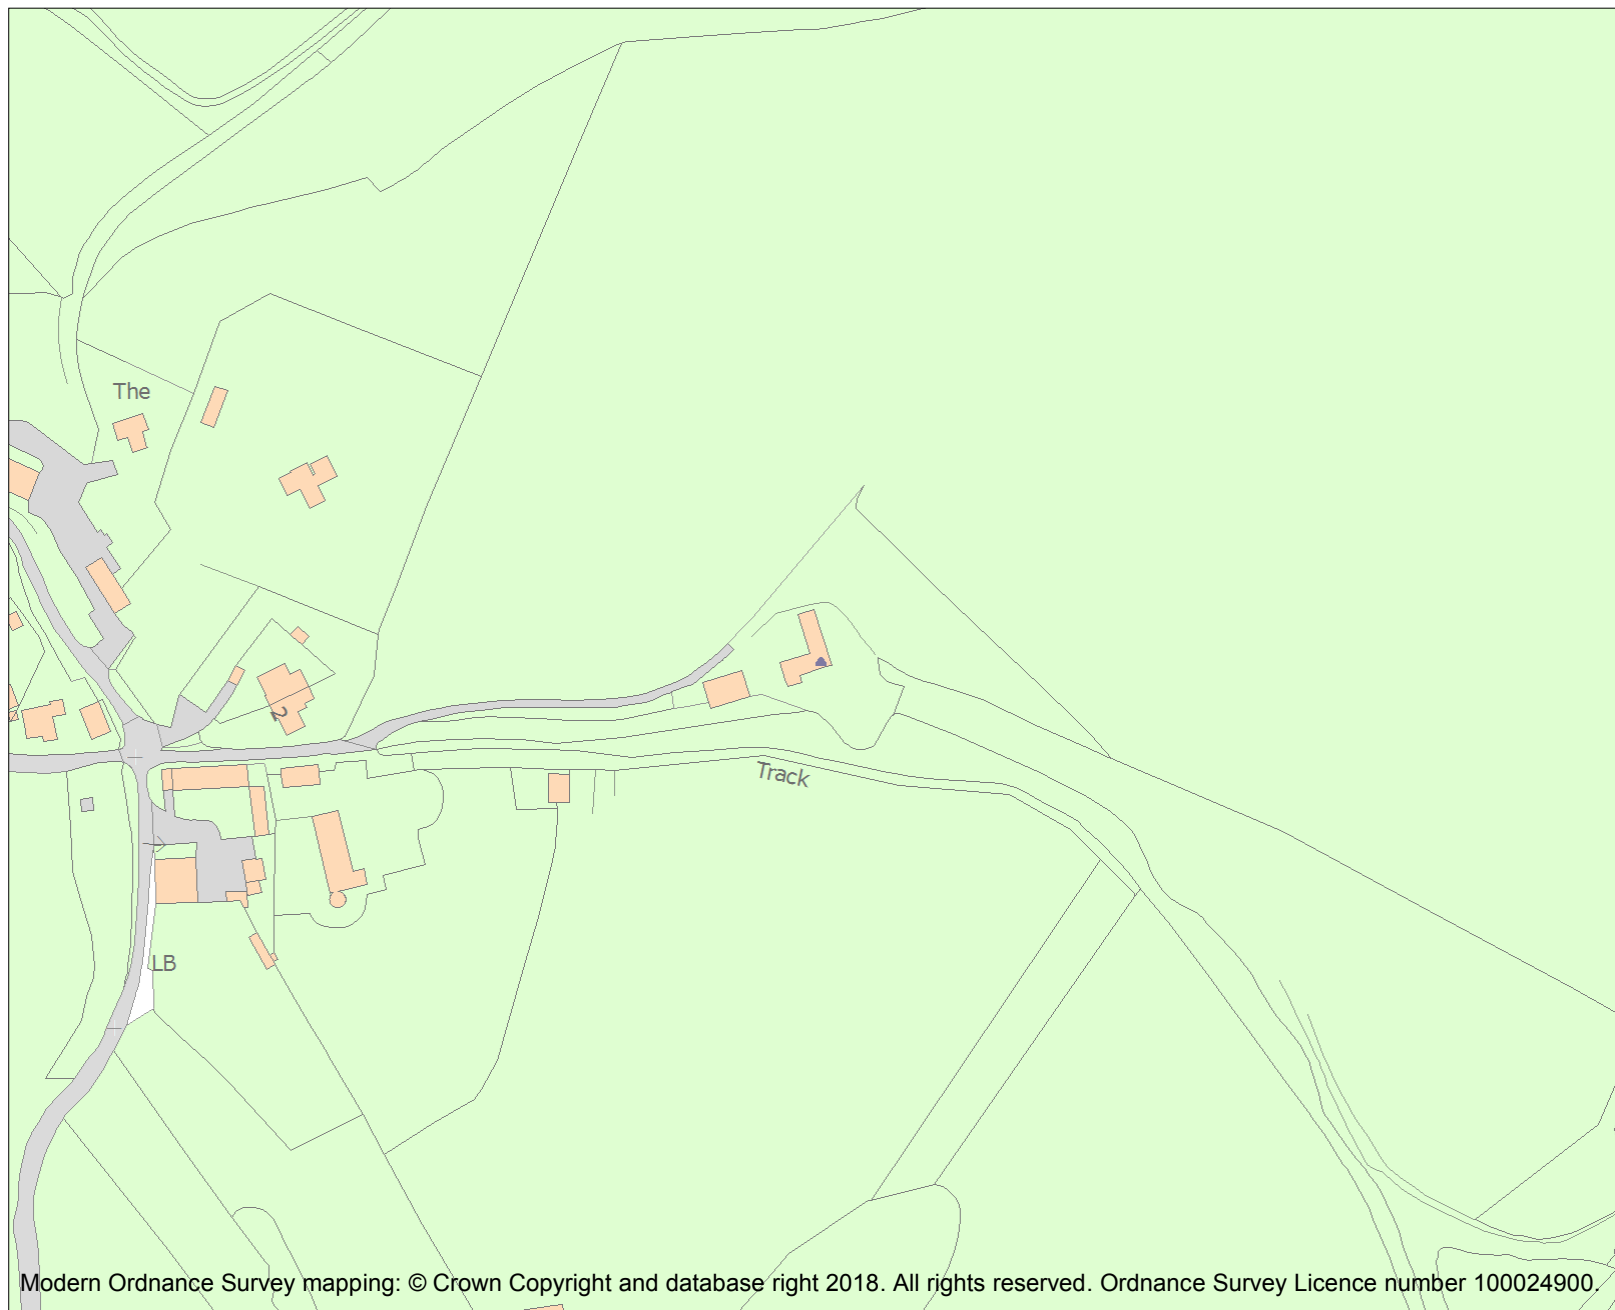 The
2
Track
LB
Modern Ordnance Survey mapping: © Crown Copyright and database right 2018. All rights reserved. Ordnance Survey Licence number 100024900.